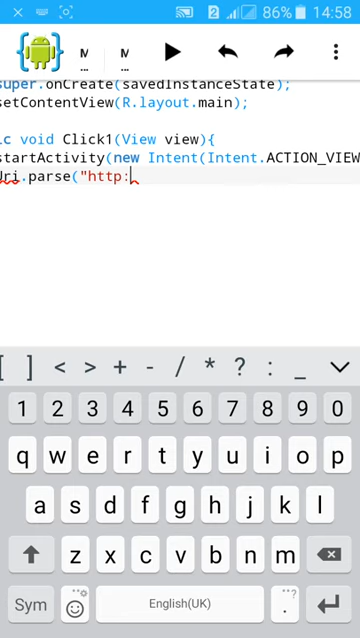 86% 14:58
M M
super.onCreate(savedInstanceState);
setContentView(R.layout.main);
ic void Click1(View view){
startActivity(new Intent(Intent.ACTION_VIEW
Uri.parse("http:
[ ] < > + - / * ? : _
1 2 3 4 5 6 7 8 9 0
q w e r t y u i o p
a s d f g h j k l
z x c v b n m
Sym English(UK) .